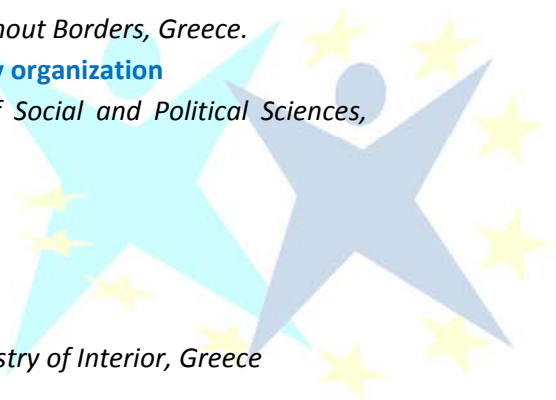 hout Borders, Greece.
y organization
f Social and Political Sciences,
stry of Interior, Greece